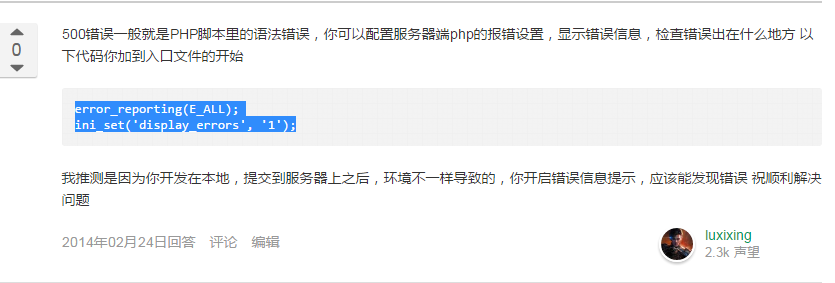 0
500错误一般就是PHP脚本里的语法错误，你可以配置服务器端php的报错设置，显示错误信息，检查错误出在什么地方 以
下代码你加到入口文件的开始
error_reporting(E_ALL);
ini_set('display_errors', '1');
我推测是因为你开发在本地，提交到服务器上之后，环境不一样导致的，你开启错误信息提示，应该能发现错误 祝顺利解决
问题
2014年02月24日回答 评论 编辑
luxixing
2.3k 声望